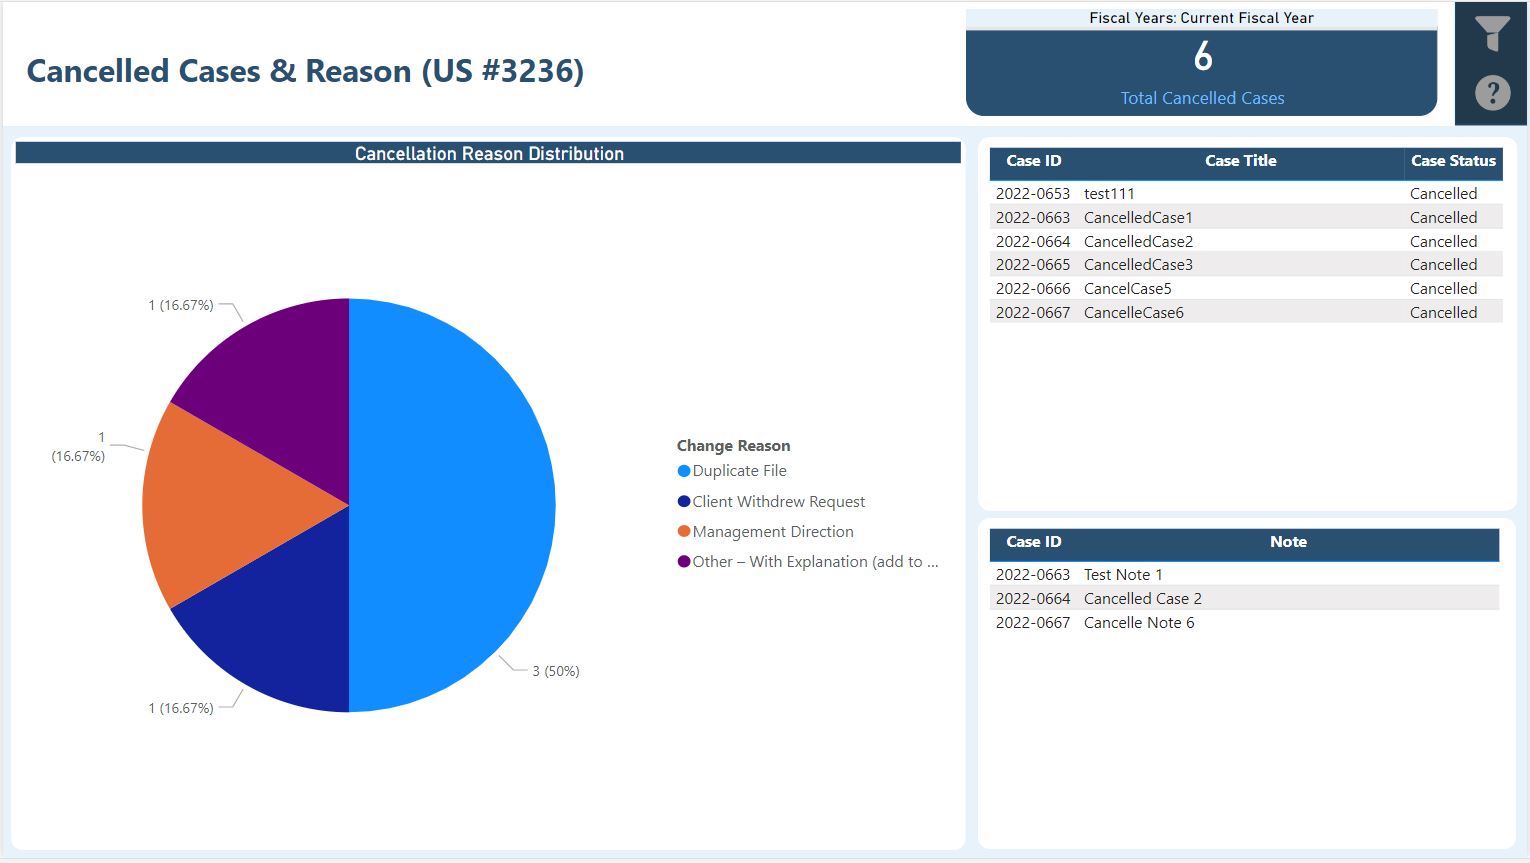 Fiscal Years: Current Fiscal Year
Cancelled Cases & Reason (US #3236)
6
Total Cancelled Cases
?
Cancellation Reason Distribution
1 (16.67%)
1
(16.67%)
1 (16.67%)
3 (50%)
Change Reason
Duplicate File
Client Withdrew Request
Management Direction
Other – With Explanation (add to ...
Case ID Case Title Case Status
2022-0653 test111 Cancelled
2022-0663 CancelledCase1 Cancelled
2022-0664 CancelledCase2 Cancelled
2022-0665 CancelledCase3 Cancelled
2022-0666 CancelCase5 Cancelled
2022-0667 CancelleCase6 Cancelled
Case ID Note
2022-0663 Test Note 1
2022-0664 Cancelled Case 2
2022-0667 Cancelle Note 6